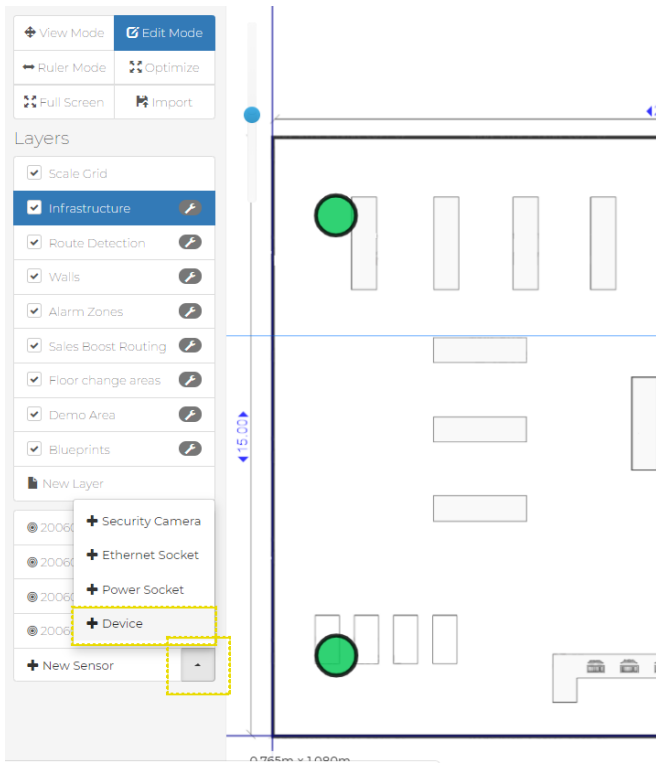 View Mode
Edit Mode
Ruler Mode
Optimize
Full Screen
Import
Layers
Scale Grid
Infrastructure
Route Detection
Walls
Alarm Zones
Sales Boost Routing
Floor change areas
Demo Area
Blueprints
New Layer
Security Camera
Ethernet Socket
Power Socket
Device
New Sensor
15.00